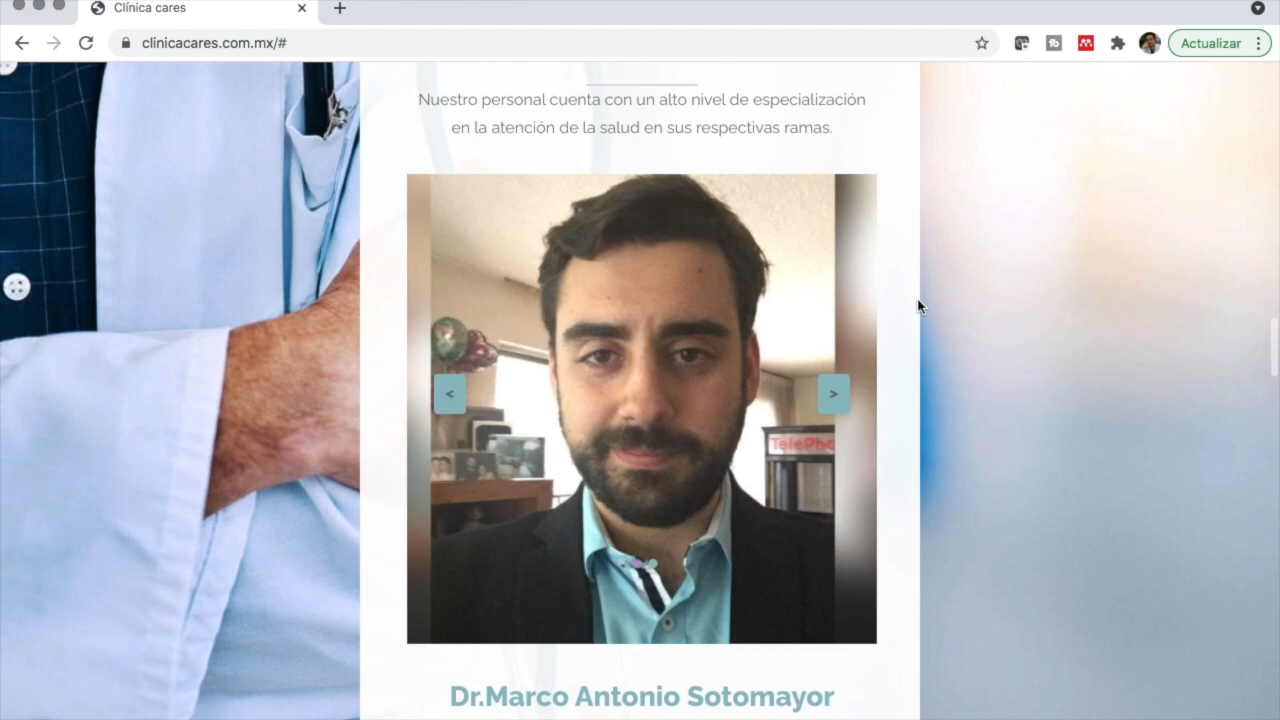 Clínica cares
clinicacares.com.mx/#
Actualizar
Nuestro personal cuenta con un alto nivel de especialización
en la atención de la salud en sus respectivas ramas.
<
>
TelePho
Dr.Marco Antonio Sotomayor